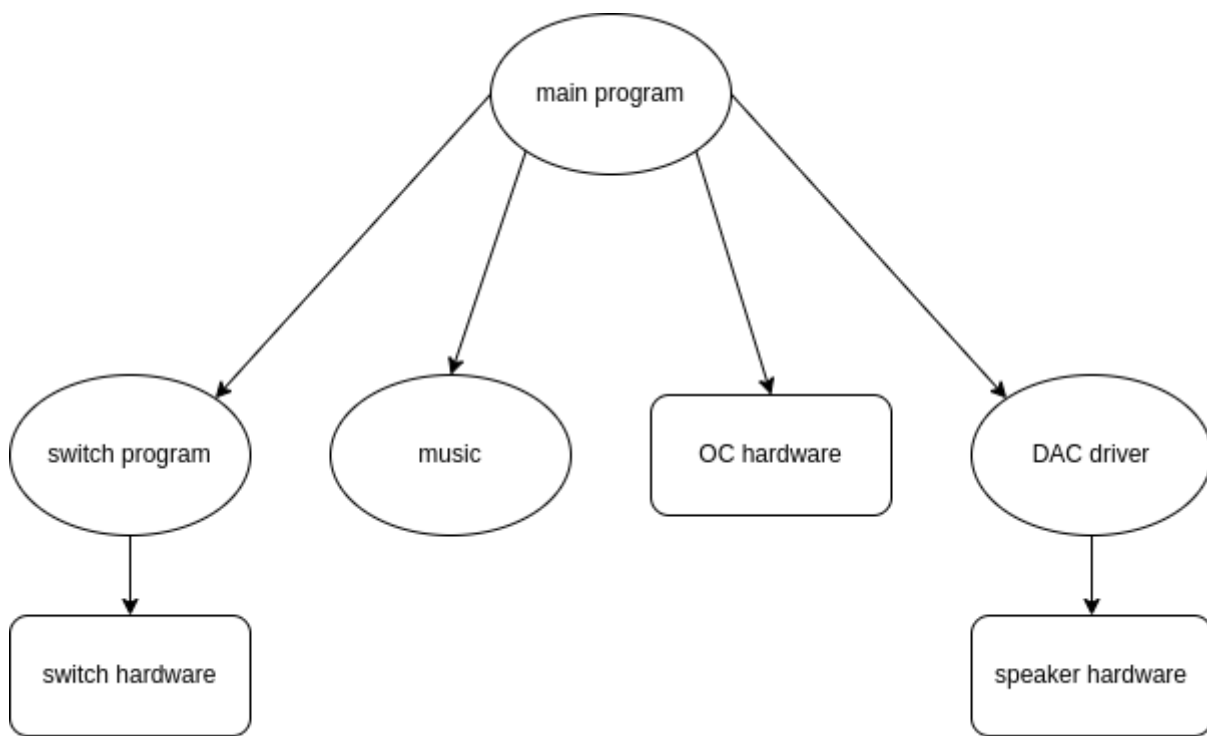 main program
switch program
music
OC hardware
DAC driver
switch hardware
speaker hardware